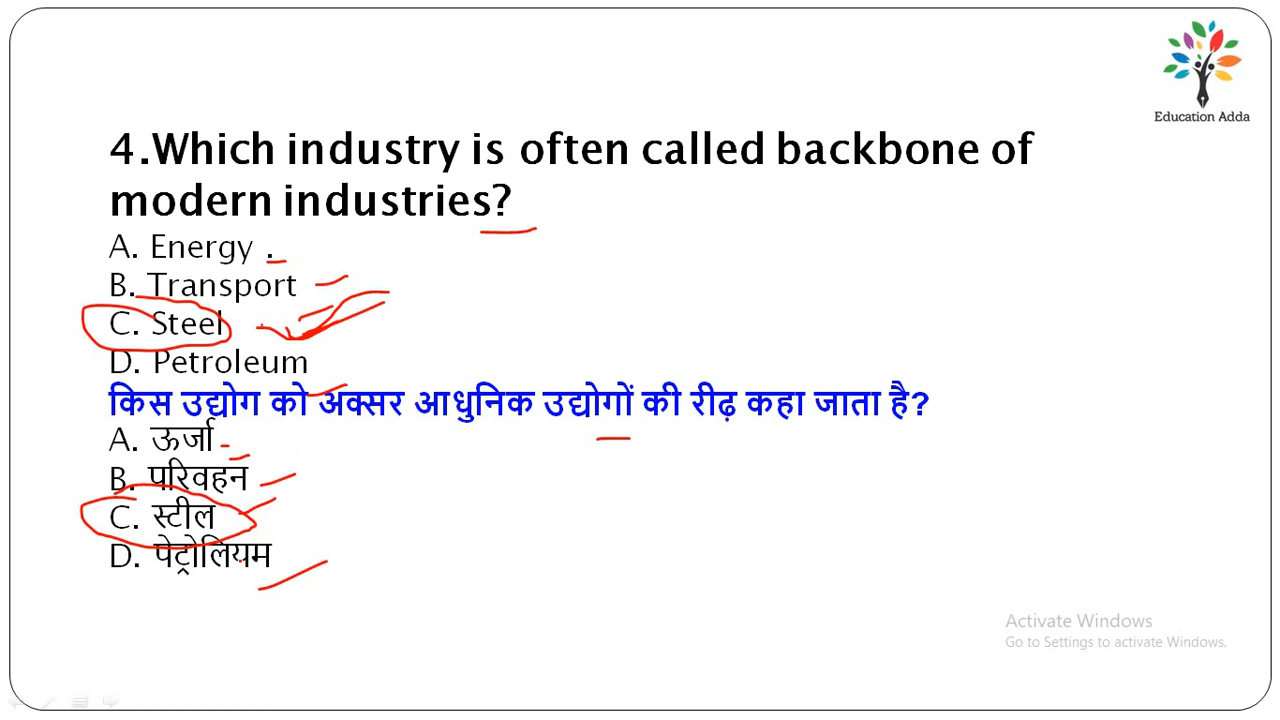 Education Adda
4.Which industry is often called backbone of
modern industries?
A. Energy .
B. Transport
C. Steel
D. Petroleum
किस उद्योग को अक्सर आधुनिक उद्योगों की रीढ़ कहा जाता है?
A. ऊर्जा
B. परिवहन
C. स्टील
D. पेट्रोलियम
Activate Windows
Go to Settings to activate Windows.